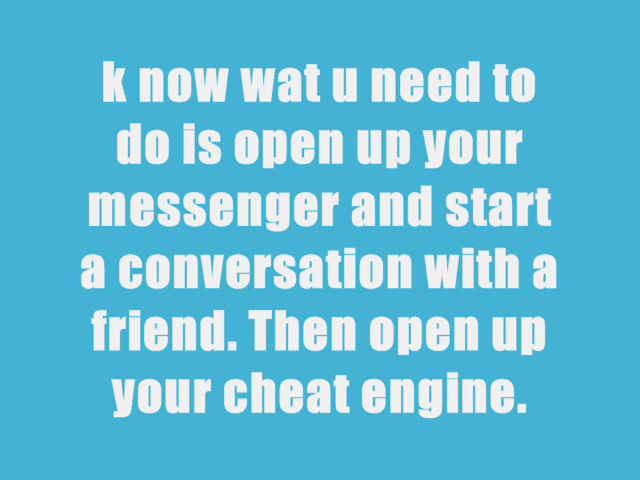 k now wat u need to
do is open up your
messenger and start
a conversation with a
friend. Then open up
your cheat engine.